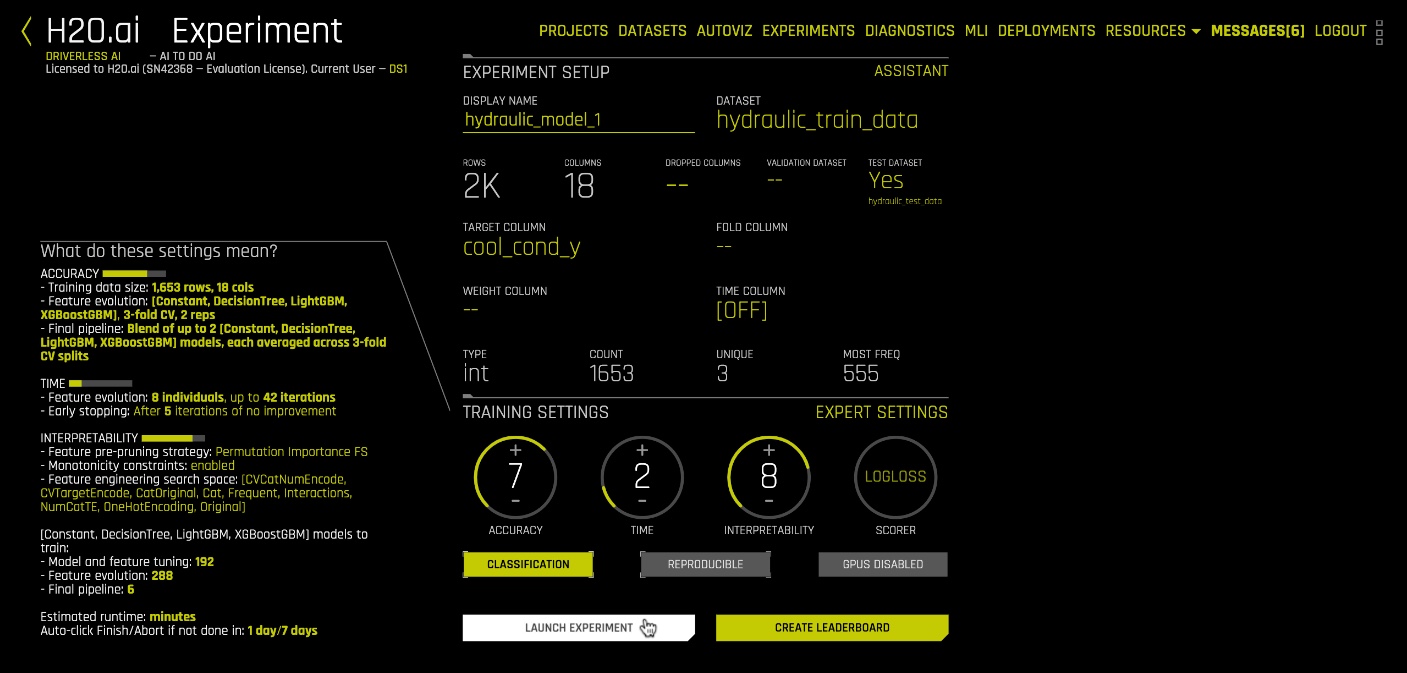 H2O.ai Experiment
DRIVERLESS AI – AI TO DO AI
Licensed to H2O.ai (SN42368 – Evaluation License). Current User – DS1
PROJECTS DATASETS AUTOVIZ EXPERIMENTS DIAGNOSTICS MLI DEPLOYMENTS RESOURCES MESSAGES[6] LOGOUT
What do these settings mean?
ACCURACY
- Training data size: 1,653 rows, 18 cols
- Feature evolution: [Constant, DecisionTree, LightGBM,
XGBoostGBM], 3-fold CV, 2 reps
- Final pipeline: Blend of up to 2 [Constant, DecisionTree,
LightGBM, XGBoostGBM] models, each averaged across 3-fold
CV splits
TIME
- Feature evolution: 8 individuals, up to 42 iterations
- Early stopping: After 5 iterations of no improvement
INTERPRETABILITY
- Feature pre-pruning strategy: Permutation Importance FS
- Monotonicity constraints: enabled
- Feature engineering search space: [CVCatNumEncode,
CVTargetEncode, CatOriginal, Cat, Frequent, Interactions,
NumCatTE, OneHotEncoding, Original]
[Constant, DecisionTree, LightGBM, XGBoostGBM] models to
train:
- Model and feature tuning: 192
- Feature evolution: 288
- Final pipeline: 6
Estimated runtime: minutes
Auto-click Finish/Abort if not done in: 1 day/7 days
EXPERIMENT SETUP ASSISTANT
DISPLAY NAME DATASET
hydraulic_model_1 hydraulic_train_data
ROWS COLUMNS DROPPED COLUMNS VALIDATION DATASET TEST DATASET
2K 18 -- -- Yes
hydraulic_test_data
TARGET COLUMN FOLD COLUMN
cool_cond_y --
WEIGHT COLUMN TIME COLUMN
-- [OFF]
TYPE COUNT UNIQUE MOST FREQ
int 1653 3 555
TRAINING SETTINGS EXPERT SETTINGS
+ + +
7 2 8 LOGLOSS
- - -
ACCURACY TIME INTERPRETABILITY SCORER
CLASSIFICATION REPRODUCIBLE GPUS DISABLED
LAUNCH EXPERIMENT CREATE LEADERBOARD